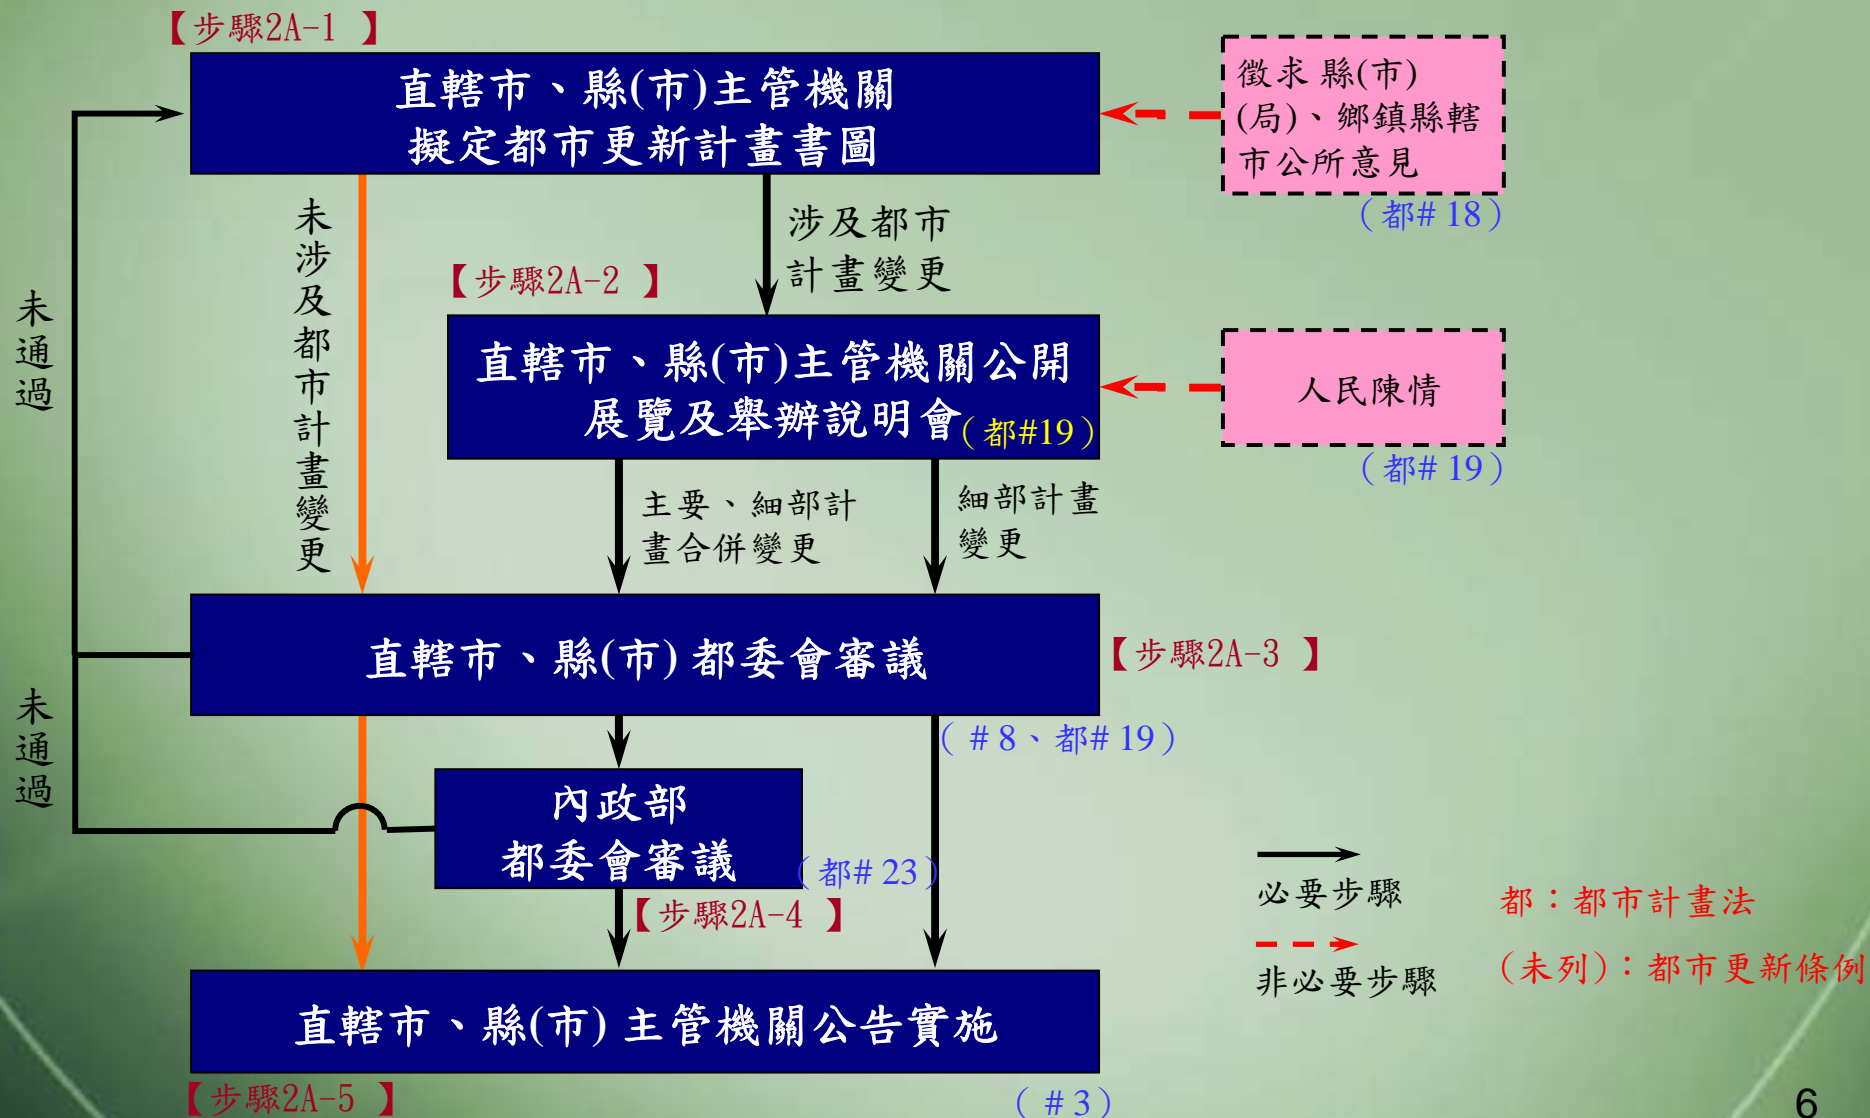 【步驟2A-1 】
直轄市、縣(市)主管機關
擬定都市更新計畫書圖
徵求 縣(市)
(局)、鄉鎮縣轄
市公所意見
（都# 18）
未涉及都市計畫變更
涉及都市
計畫變更
【步驟2A-2 】
未通過
直轄市、縣(市)主管機關公開
展覽及舉辦說明會（都#19）
人民陳情
（都# 19）
主要、細部計
畫合併變更
細部計畫
變更
直轄市、縣(市) 都委會審議
【步驟2A-3 】
（ # 8、都# 19）
未通過
內政部
都委會審議
（都# 23）
【步驟2A-4 】
必要步驟
非必要步驟
都：都市計畫法
(未列)：都市更新條例
直轄市、縣(市) 主管機關公告實施
【步驟2A-5 】
（ # 3）
6